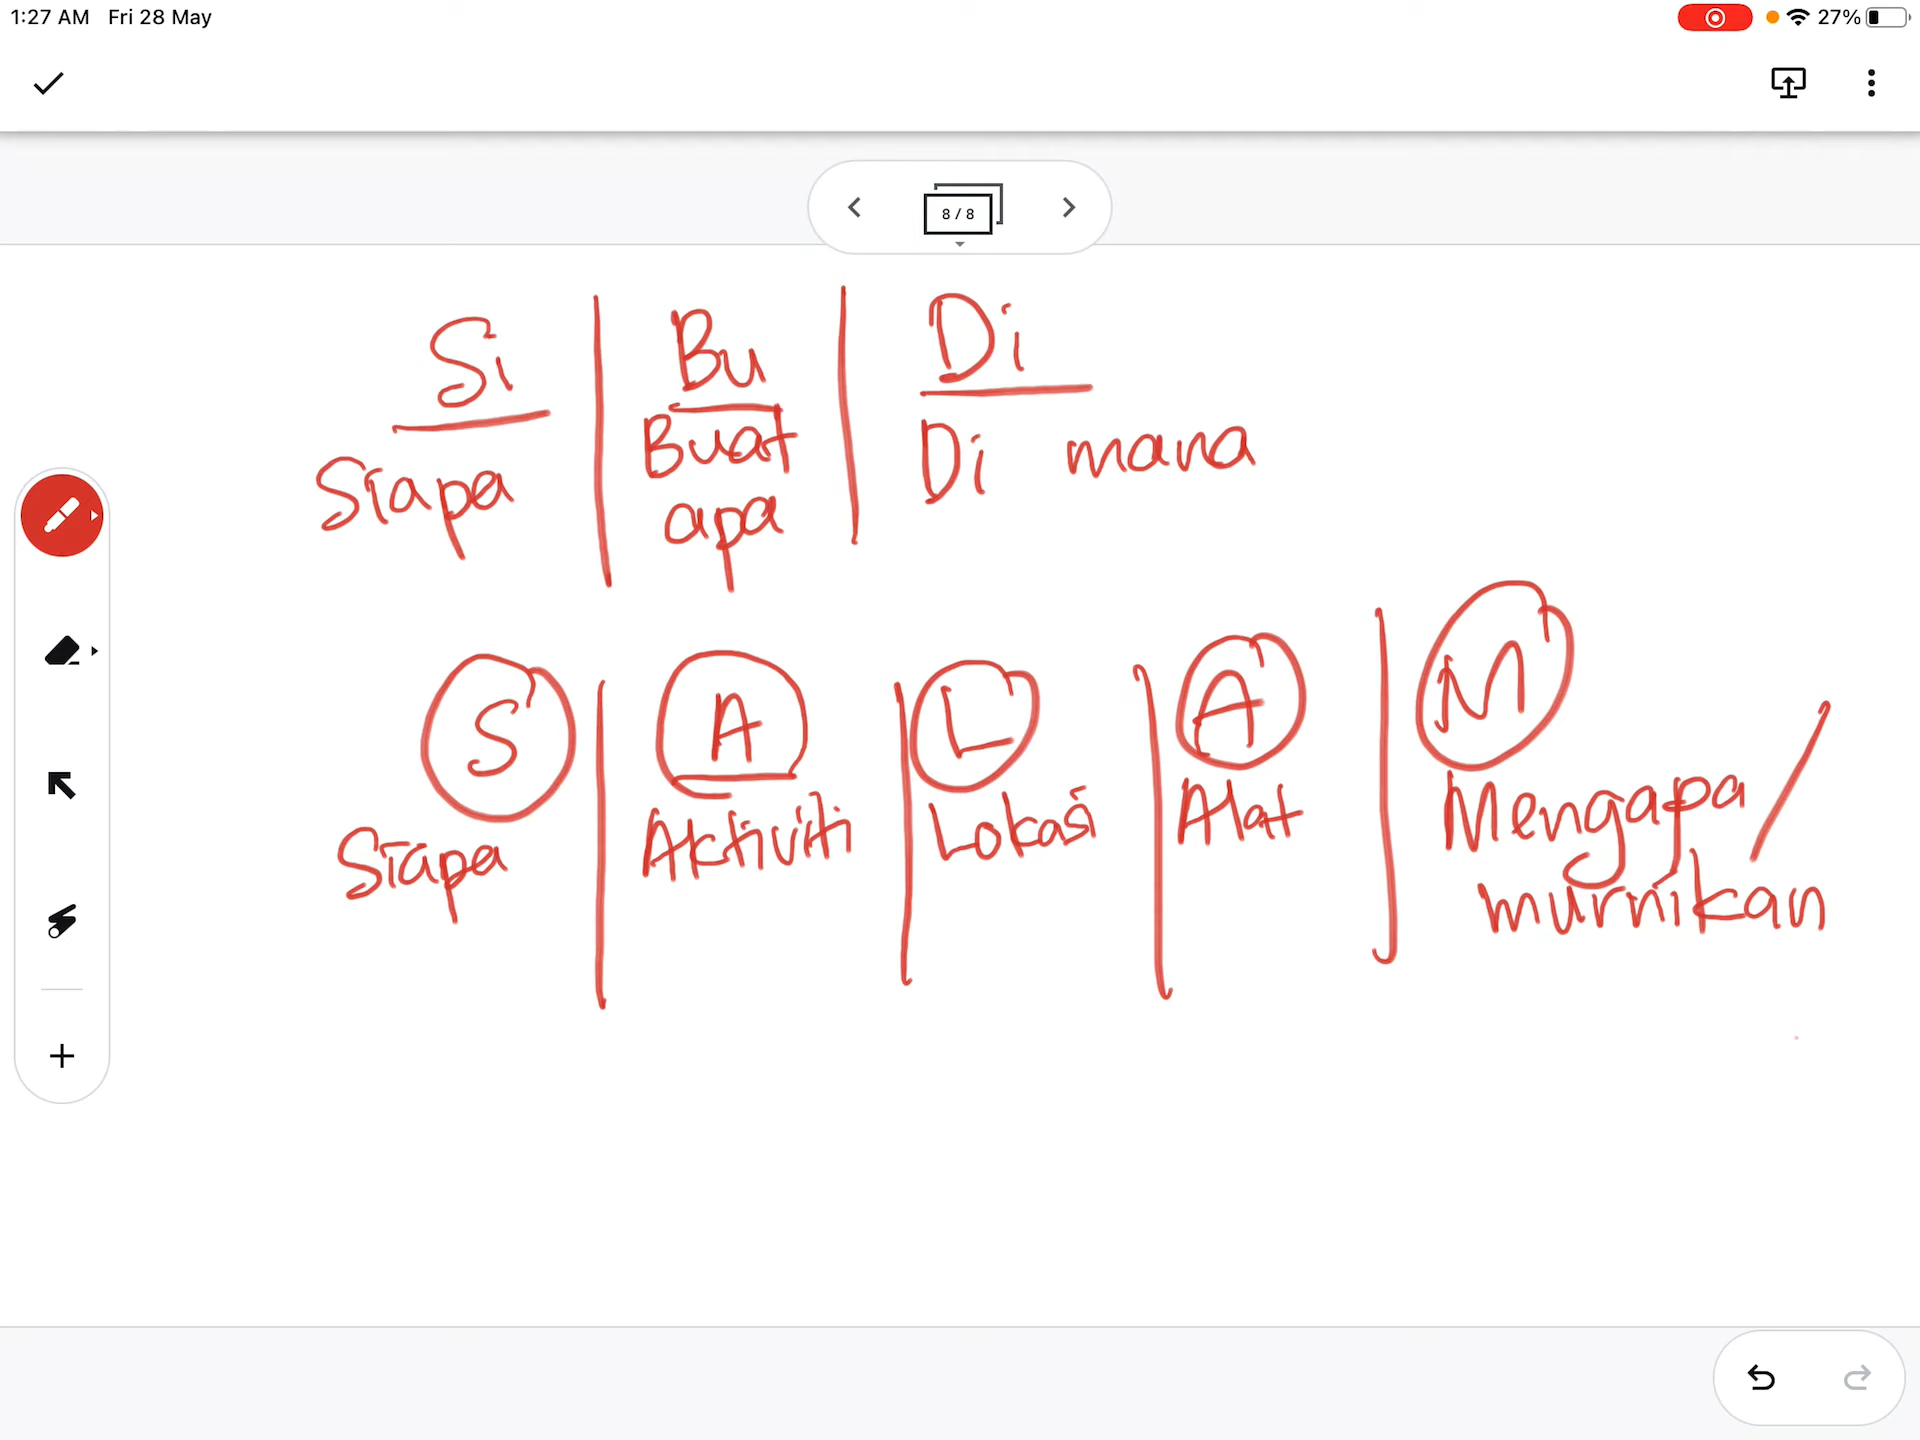 1:27 AM Fri 28 May
27%
8 / 8
Si Bu Di
Siapa Buat apa Di mana
S A L A M
Siapa Aktiviti Lokasi Alat Mengapa /
murnikan